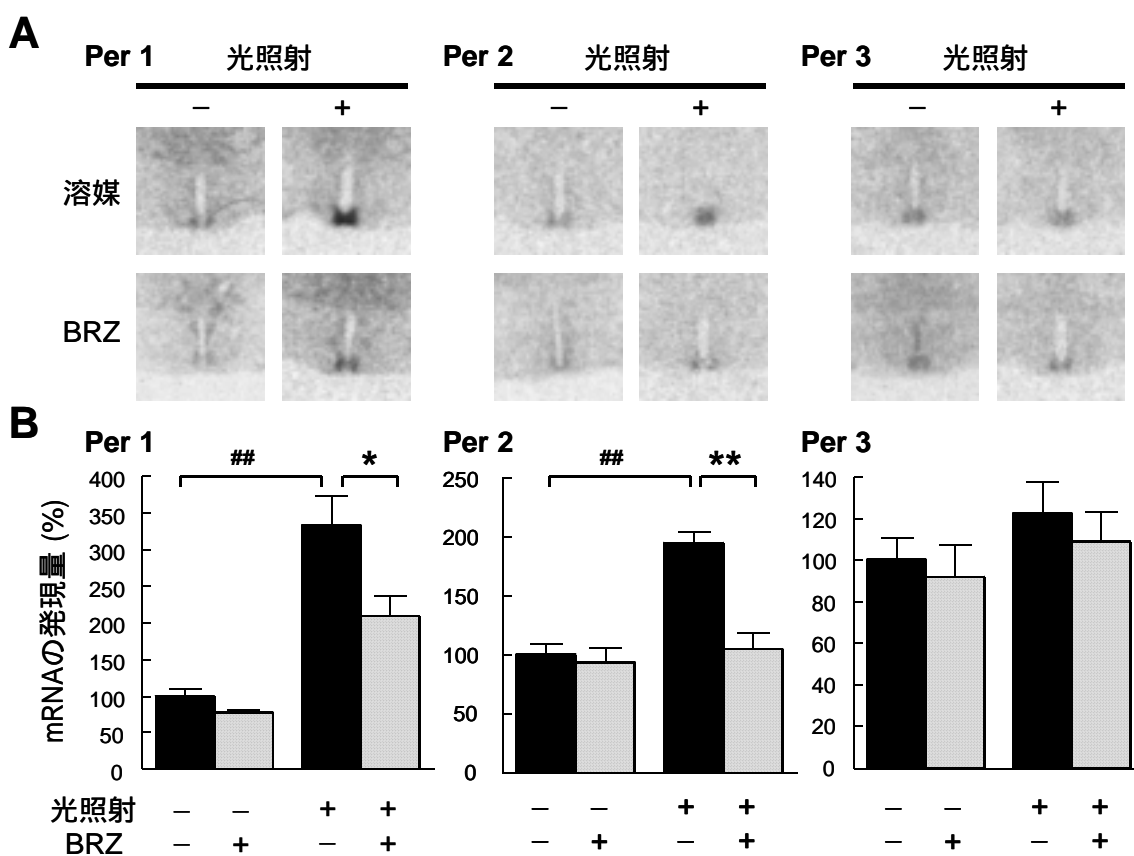 A
Per 1 光照射 Per 2 光照射 Per 3 光照射
− + − + − +
溶媒
BRZ
B
Per 1 Per 2 Per 3
## * ## **
mRNAの発現量 (%)
400 250 140
350 120
300 200 100
250 150 80
200 60
150 100 40
100 50 20
50
0 0 0
光照射 − − + + − − + + − − + +
BRZ − + − + − + − + − + − +